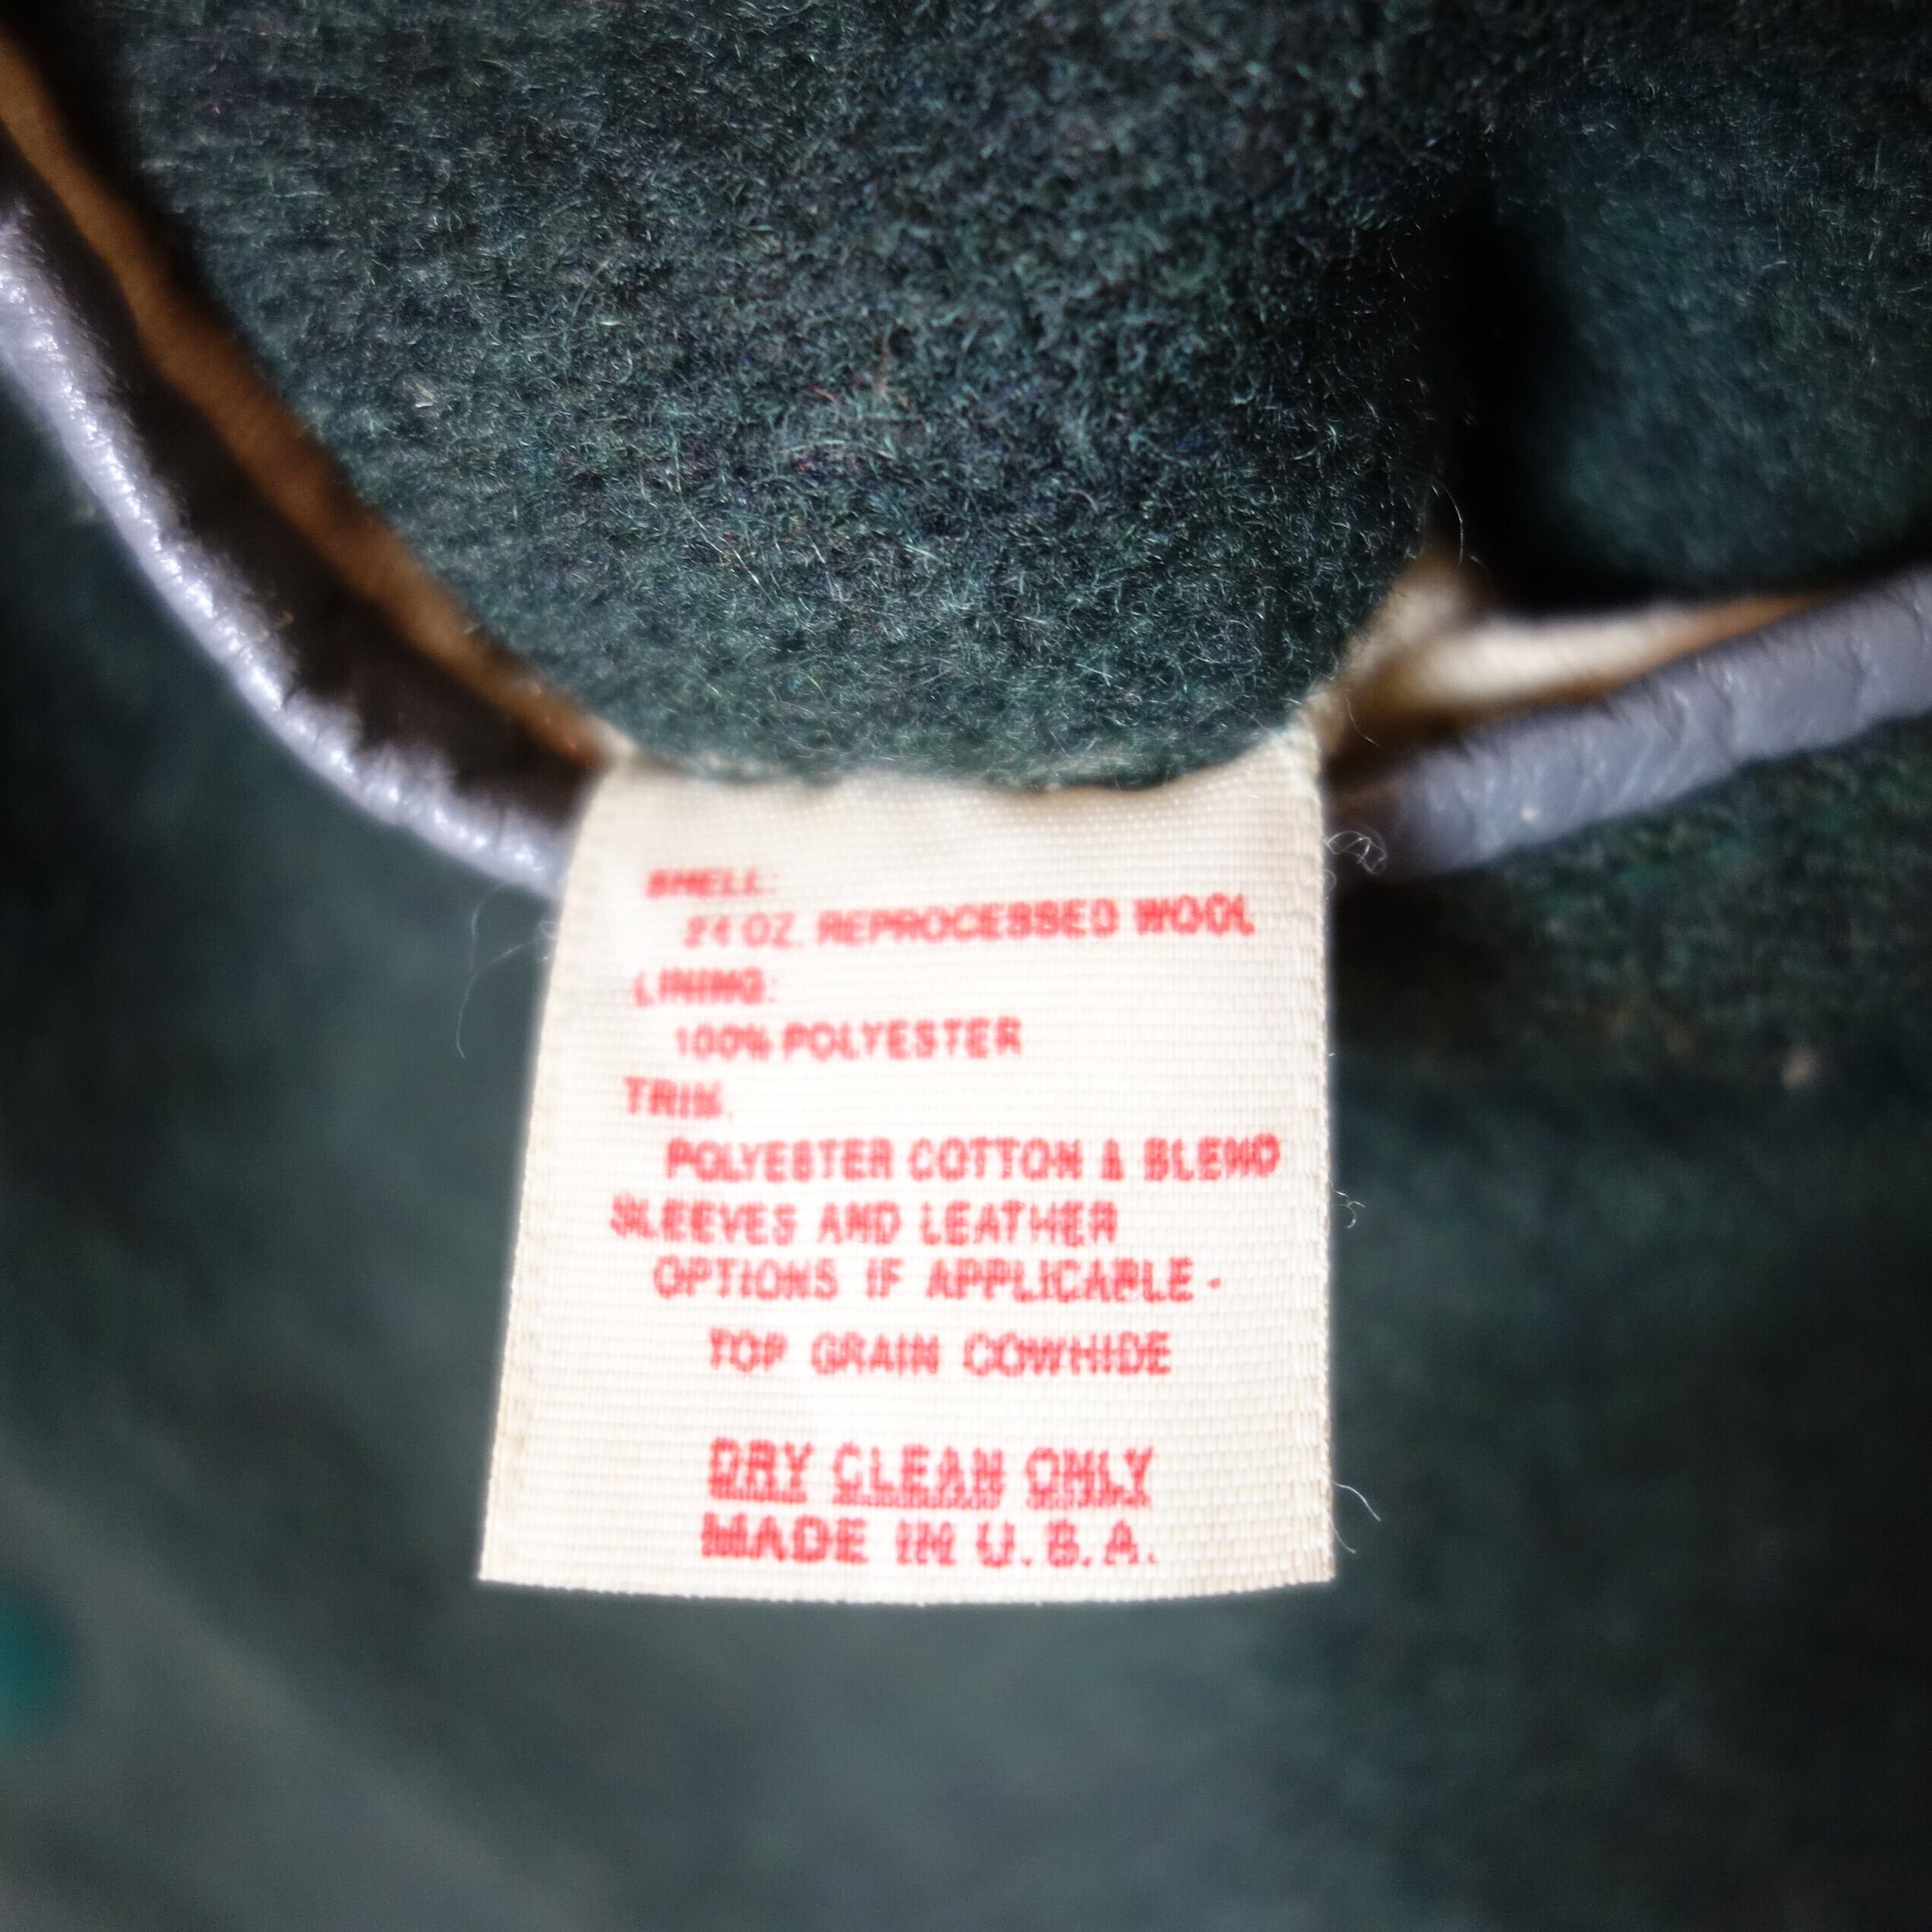 SHELL:
24 OZ. REPROCESSED WOOL
LINING:
100% POLYESTER
TRIM.
POLYESTER COTTON & BLEND
SLEEVES AND LEATHER
OPTIONS IF APPLICABLE -
TOP GRAIN COWHIDE
DRY CLEAN ONLY
MADE IN U.S.A.